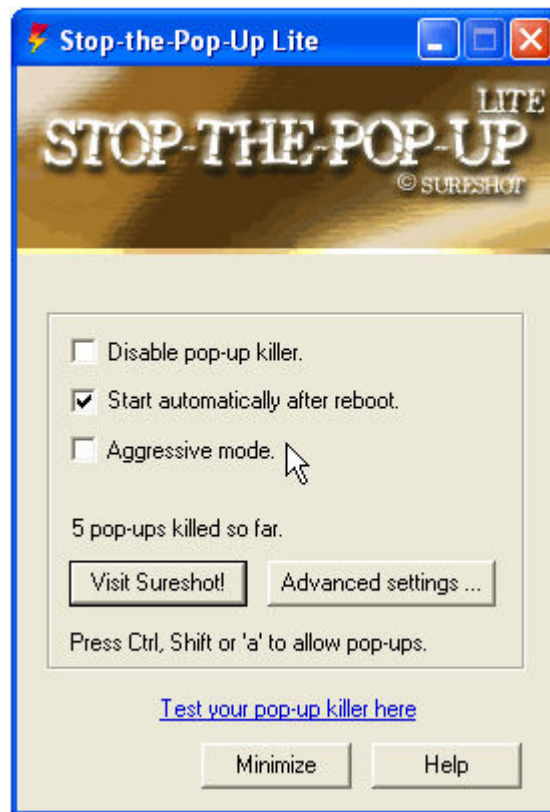 Stop-the-Pop-Up Lite
LITE
STOP-THE-POP-UP
© SURESHOT
Disable pop-up killer.
Start automatically after reboot.
Aggressive mode.
5 pop-ups killed so far.
Visit Sureshot!
Advanced settings ...
Press Ctrl, Shift or 'a' to allow pop-ups.
Test your pop-up killer here
Minimize
Help